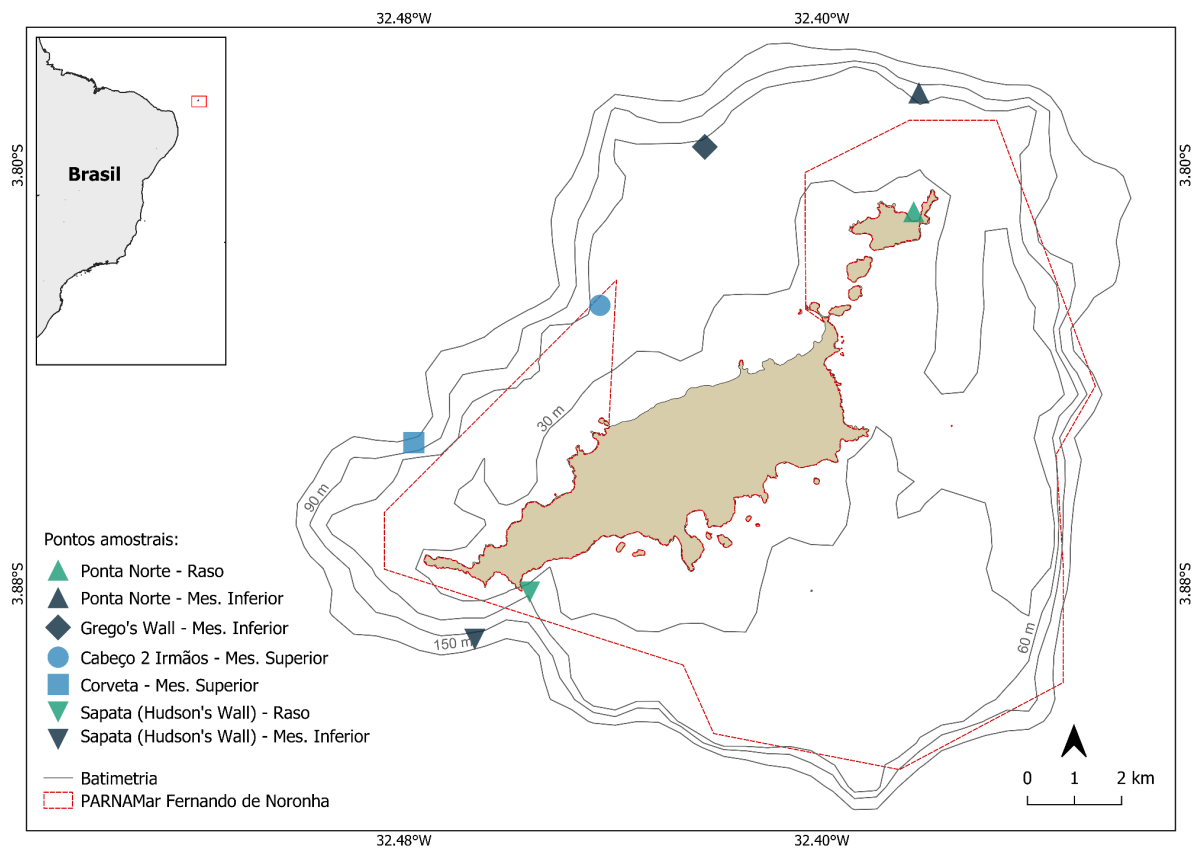 32.48°W
32.40°W
3.80°S
3.80°S
Brasil
30 m
90 m
Pontos amostrais:
Ponta Norte - Raso
Ponta Norte - Mes. Inferior
Grego's Wall - Mes. Inferior
Cabeço 2 Irmãos - Mes. Superior
Corveta - Mes. Superior
Sapata (Hudson's Wall) - Raso
Sapata (Hudson's Wall) - Mes. Inferior
Batimetria
PARNAMar Fernando de Noronha
3.88°S
3.88°S
150 m
60 m
0 1 2 km
32.48°W
32.40°W